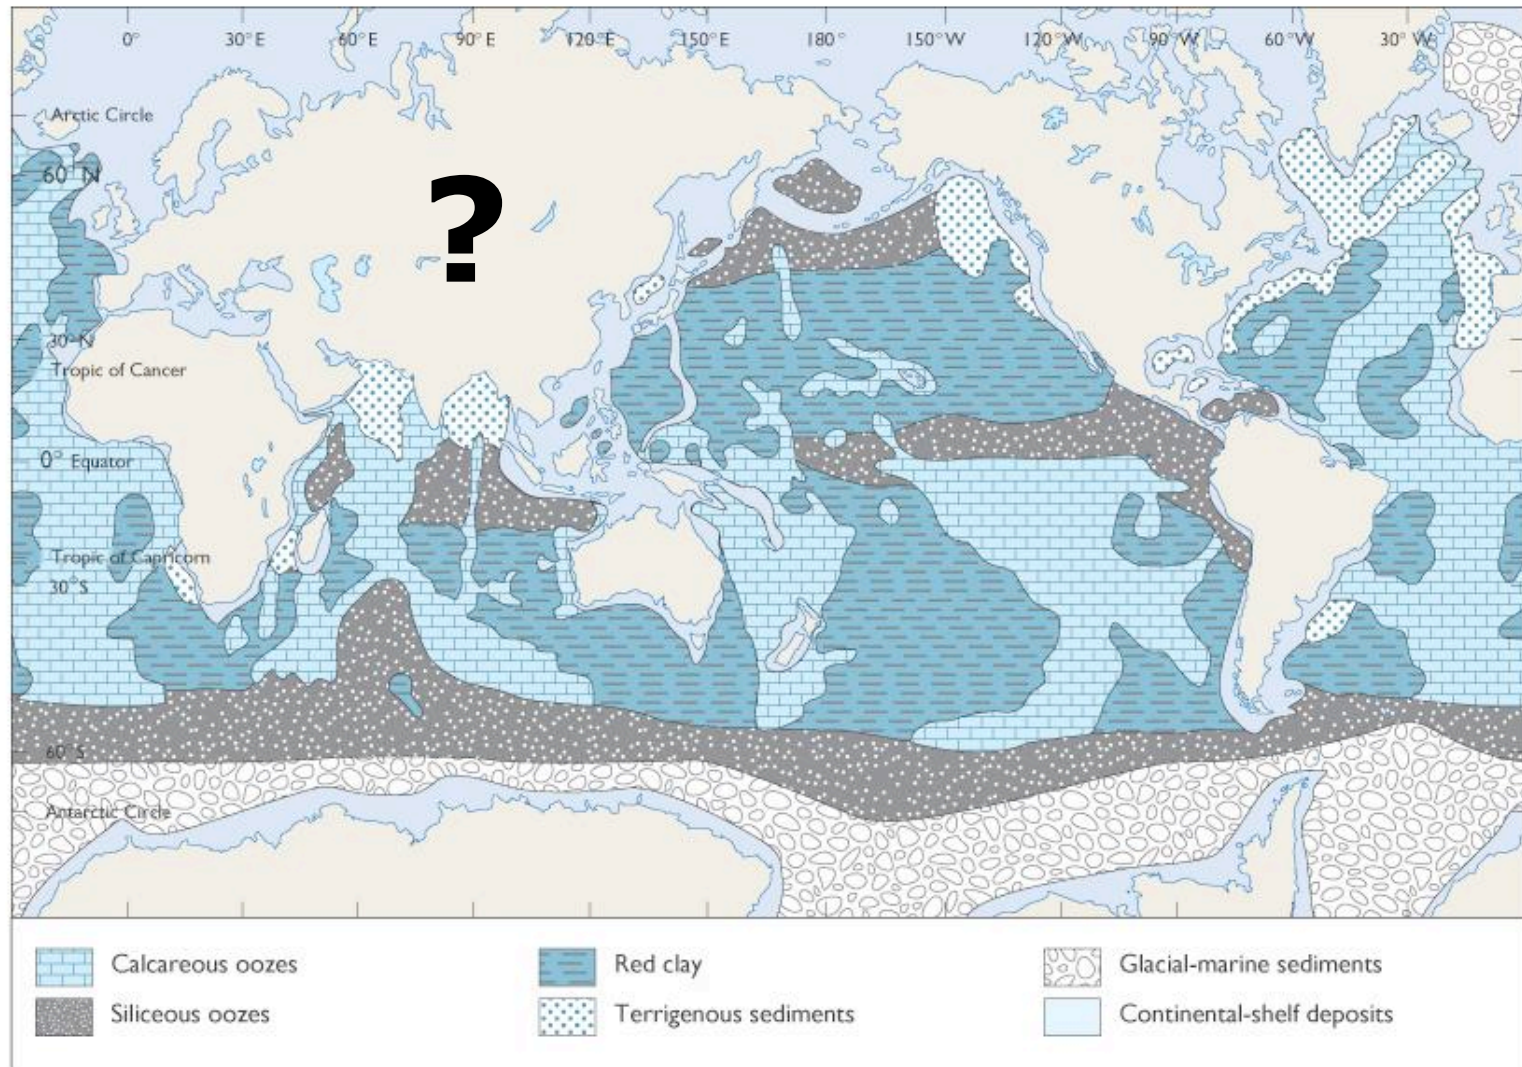 0° 30°E 60°E 90°E 120°E 150°E 180° 150°W 120°W 90°W 60°W 30°W
Arctic Circle
60° N
?
30°N
Tropic of Cancer
0° Equator
Tropic of Capricorn
30°S
60°S
Antarctic Circle
Calcareous oozes
Red clay
Glacial-marine sediments
Siliceous oozes
Terrigenous sediments
Continental-shelf deposits